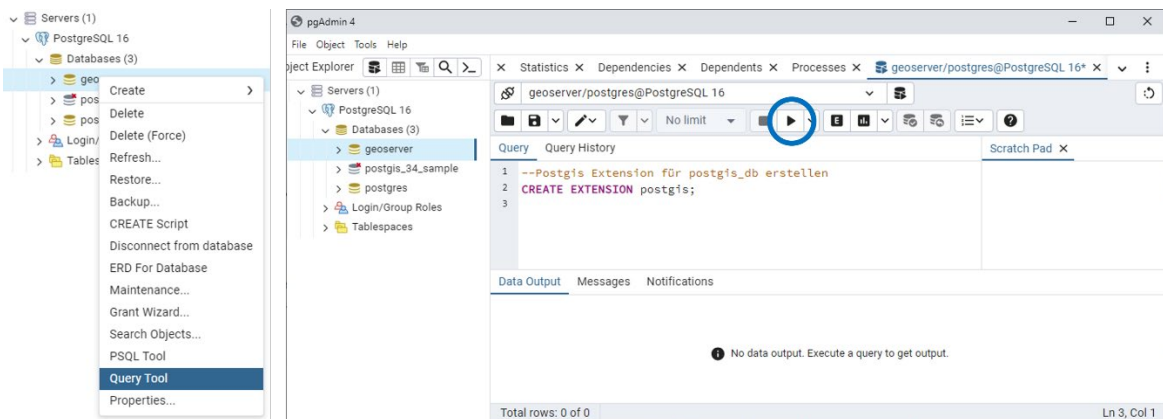 Servers (1)
PostgreSQL 16
Databases (3)
geo
pos
pos
Login/
Tables
Create
Delete
Delete (Force)
Refresh...
Restore...
Backup...
CREATE Script
Disconnect from database
ERD For Database
Maintenance...
Grant Wizard...
Search Objects...
PSQL Tool
Query Tool
Properties...
pgAdmin 4
File Object Tools Help
bject Explorer
Statistics Dependencies Dependents Processes geoserver/postgres@PostgreSQL 16*
Servers (1)
PostgreSQL 16
Databases (3)
geoserver
postgis_34_sample
postgres
Login/Group Roles
Tablespaces
geoserver/postgres@PostgreSQL 16
No limit
E
Query Query History
Scratch Pad
1 --Postgis Extension für postgis_db erstellen
2 CREATE EXTENSION postgis;
3
Data Output Messages Notifications
No data output. Execute a query to get output.
Total rows: 0 of 0
Ln 3, Col 1